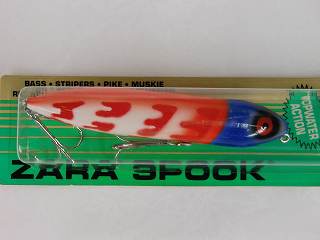 BASS • STRIPERS • PIKE • MUSKIE
TOPWATER
ACTION
ZARA SPOOK